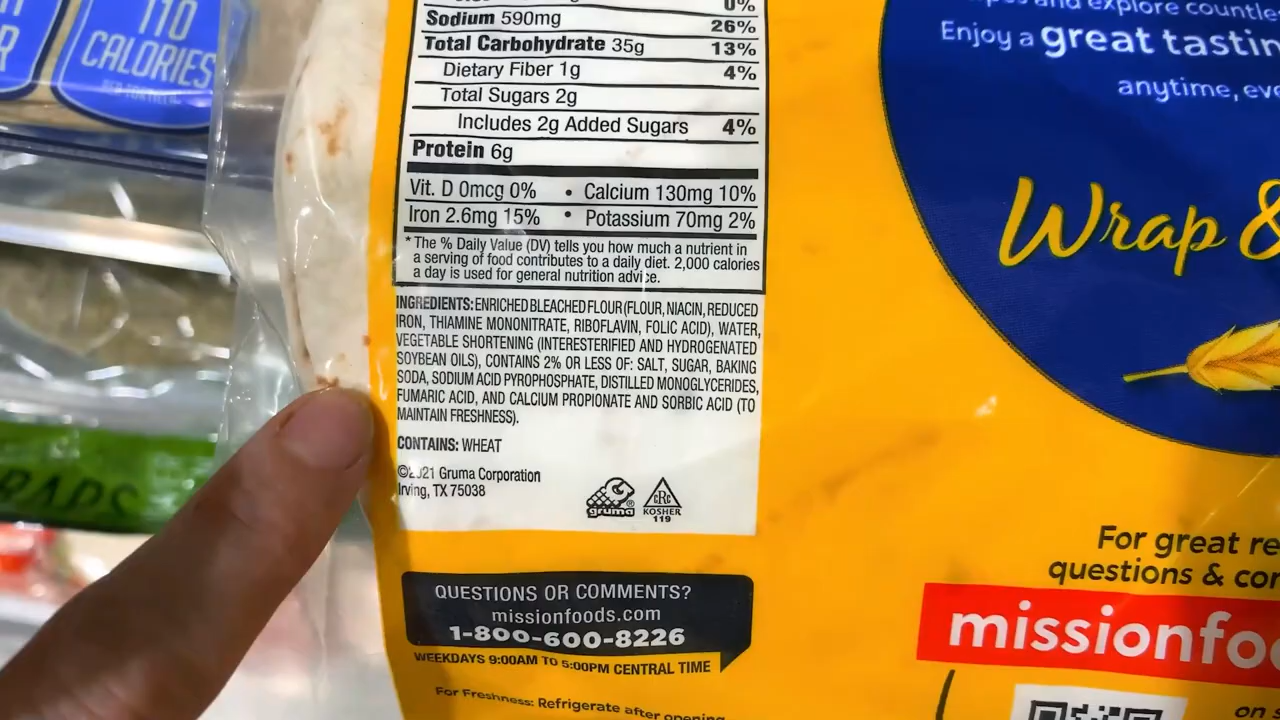 110
CALORIES
0%
Sodium 590mg 26%
Total Carbohydrate 35g 13%
Dietary Fiber 1g 4%
Total Sugars 2g
Includes 2g Added Sugars 4%
Protein 6g
Vit. D 0mcg 0% • Calcium 130mg 10%
Iron 2.6mg 15% • Potassium 70mg 2%
* The % Daily Value (DV) tells you how much a nutrient in
a serving of food contributes to a daily diet. 2,000 calories
a day is used for general nutrition advice.
INGREDIENTS: ENRICHED BLEACHED FLOUR (FLOUR, NIACIN, REDUCED
IRON, THIAMINE MONONITRATE, RIBOFLAVIN, FOLIC ACID), WATER,
VEGETABLE SHORTENING (INTERESTERIFIED AND HYDROGENATED
SOYBEAN OILS), CONTAINS 2% OR LESS OF: SALT, SUGAR, BAKING
SODA, SODIUM ACID PYROPHOSPHATE, DISTILLED MONOGLYCERIDES,
FUMARIC ACID, AND CALCIUM PROPIONATE AND SORBIC ACID (TO
MAINTAIN FRESHNESS).
CONTAINS: WHEAT
©2021 Gruma Corporation
Irving, TX 75038
gruma®
CRC
KOSHER
119
QUESTIONS OR COMMENTS?
missionfoods.com
1-800-600-8226
WEEKDAYS 9:00AM TO 5:00PM CENTRAL TIME
For Freshness: Refrigerate after opening
and explore countle
Enjoy a great tastin
anytime, eve
Wrap &
For great re
questions & co
missionfo
on s